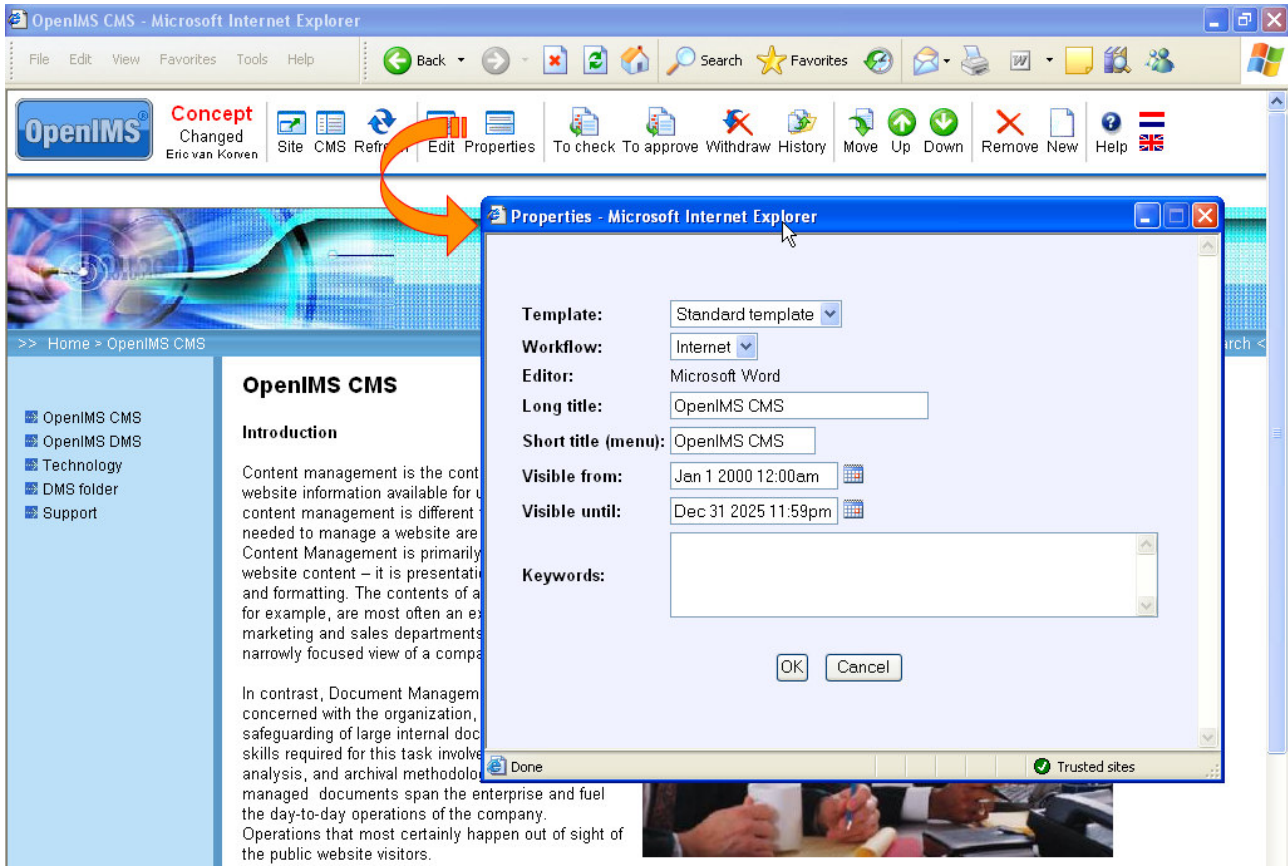 OpenIMS CMS - Microsoft Internet Explorer
File Edit View Favorites Tools Help Back Search Favorites
OpenIMS®
Concept
Changed
Eric van Korven
Site CMS Edit Properties To check To approve Withdraw History Move Up Down Remove New Help
Properties - Microsoft Internet Explorer
>> Home > OpenIMS CMS
OpenIMS CMS
OpenIMS DMS
Technology
DMS folder
Support
OpenIMS CMS
Introduction
Content management is the
website information available for
content management is different
needed to manage a website are
Content Management is primarily
website content – it is
and formatting. The contents of
for example, are most often an
marketing and sales departments
narrowly focused view of a
In contrast, Document
concerned with the organization,
safeguarding of large internal
skills required for this task
analysis, and archival
managed documents span the enterprise and fuel
the day-to-day operations of the company.
Operations that most certainly happen out of sight of
the public website visitors.
Template: Standard template
Workflow: Internet
Editor: Microsoft Word
Long title: OpenIMS CMS
Short title (menu): OpenIMS CMS
Visible from: Jan 1 2000 12:00am
Visible until: Dec 31 2025 11:59pm
Keywords:
OK Cancel
Done Trusted sites